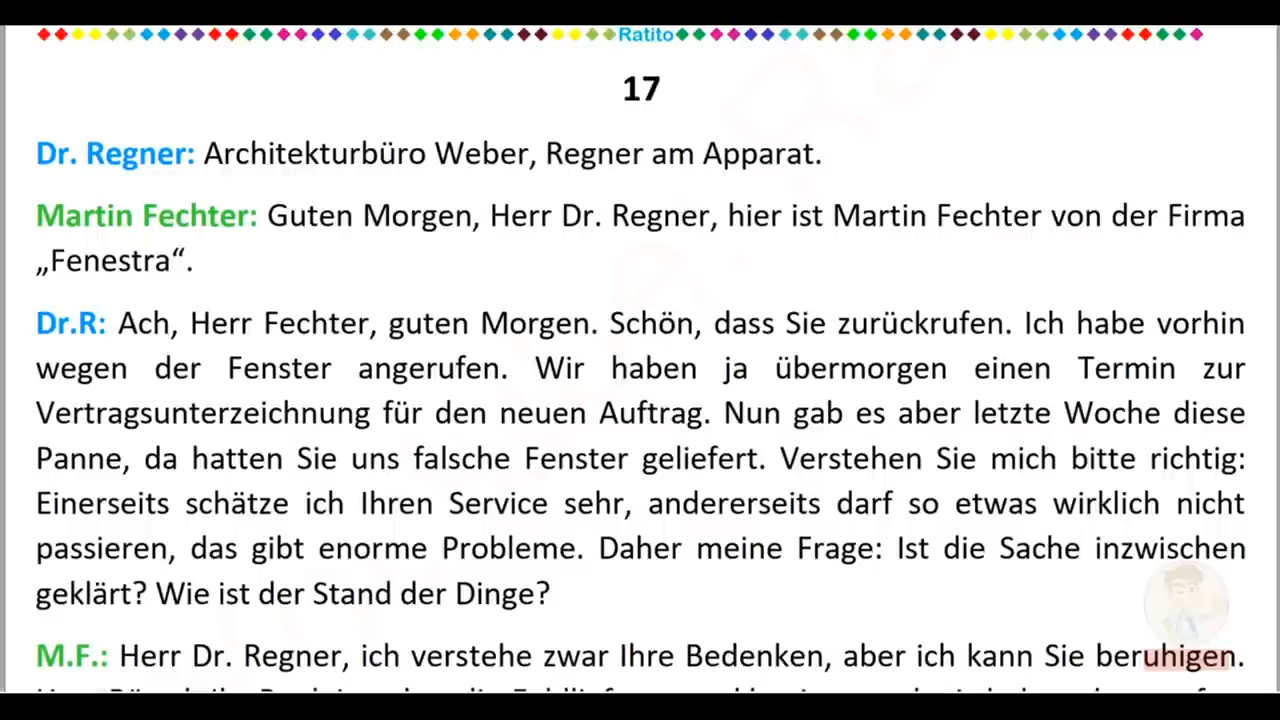 Ratito
17
Dr. Regner: Architekturbüro Weber, Regner am Apparat.
Martin Fechter: Guten Morgen, Herr Dr. Regner, hier ist Martin Fechter von der Firma
„Fenestra“.
Dr.R: Ach, Herr Fechter, guten Morgen. Schön, dass Sie zurückrufen. Ich habe vorhin
wegen der Fenster angerufen. Wir haben ja übermorgen einen Termin zur
Vertragsunterzeichnung für den neuen Auftrag. Nun gab es aber letzte Woche diese
Panne, da hatten Sie uns falsche Fenster geliefert. Verstehen Sie mich bitte richtig:
Einerseits schätze ich Ihren Service sehr, andererseits darf so etwas wirklich nicht
passieren, das gibt enorme Probleme. Daher meine Frage: Ist die Sache inzwischen
geklärt? Wie ist der Stand der Dinge?
M.F.: Herr Dr. Regner, ich verstehe zwar Ihre Bedenken, aber ich kann Sie beruhigen.